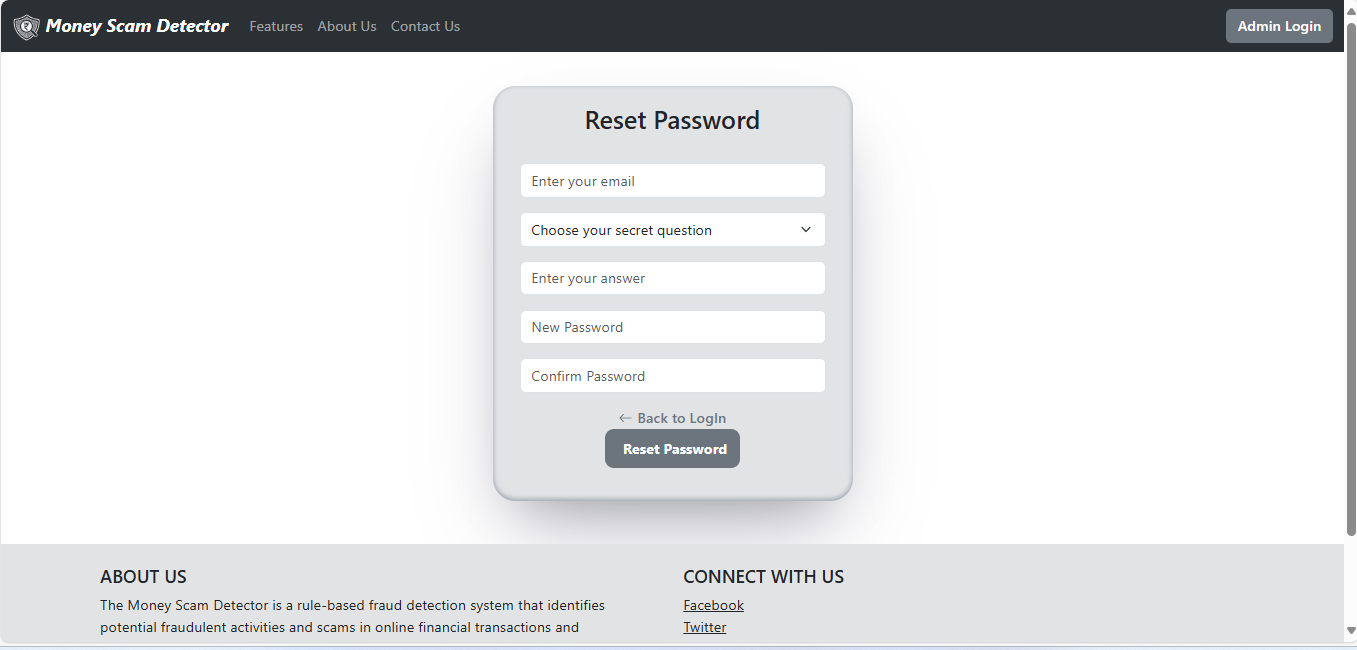 Money Scam Detector Features About Us Contact Us Admin Login
Reset Password
Enter your email
Choose your secret question
Enter your answer
New Password
Confirm Password
← Back to LogIn
Reset Password
ABOUT US
The Money Scam Detector is a rule-based fraud detection system that identifies
potential fraudulent activities and scams in online financial transactions and
CONNECT WITH US
Facebook
Twitter